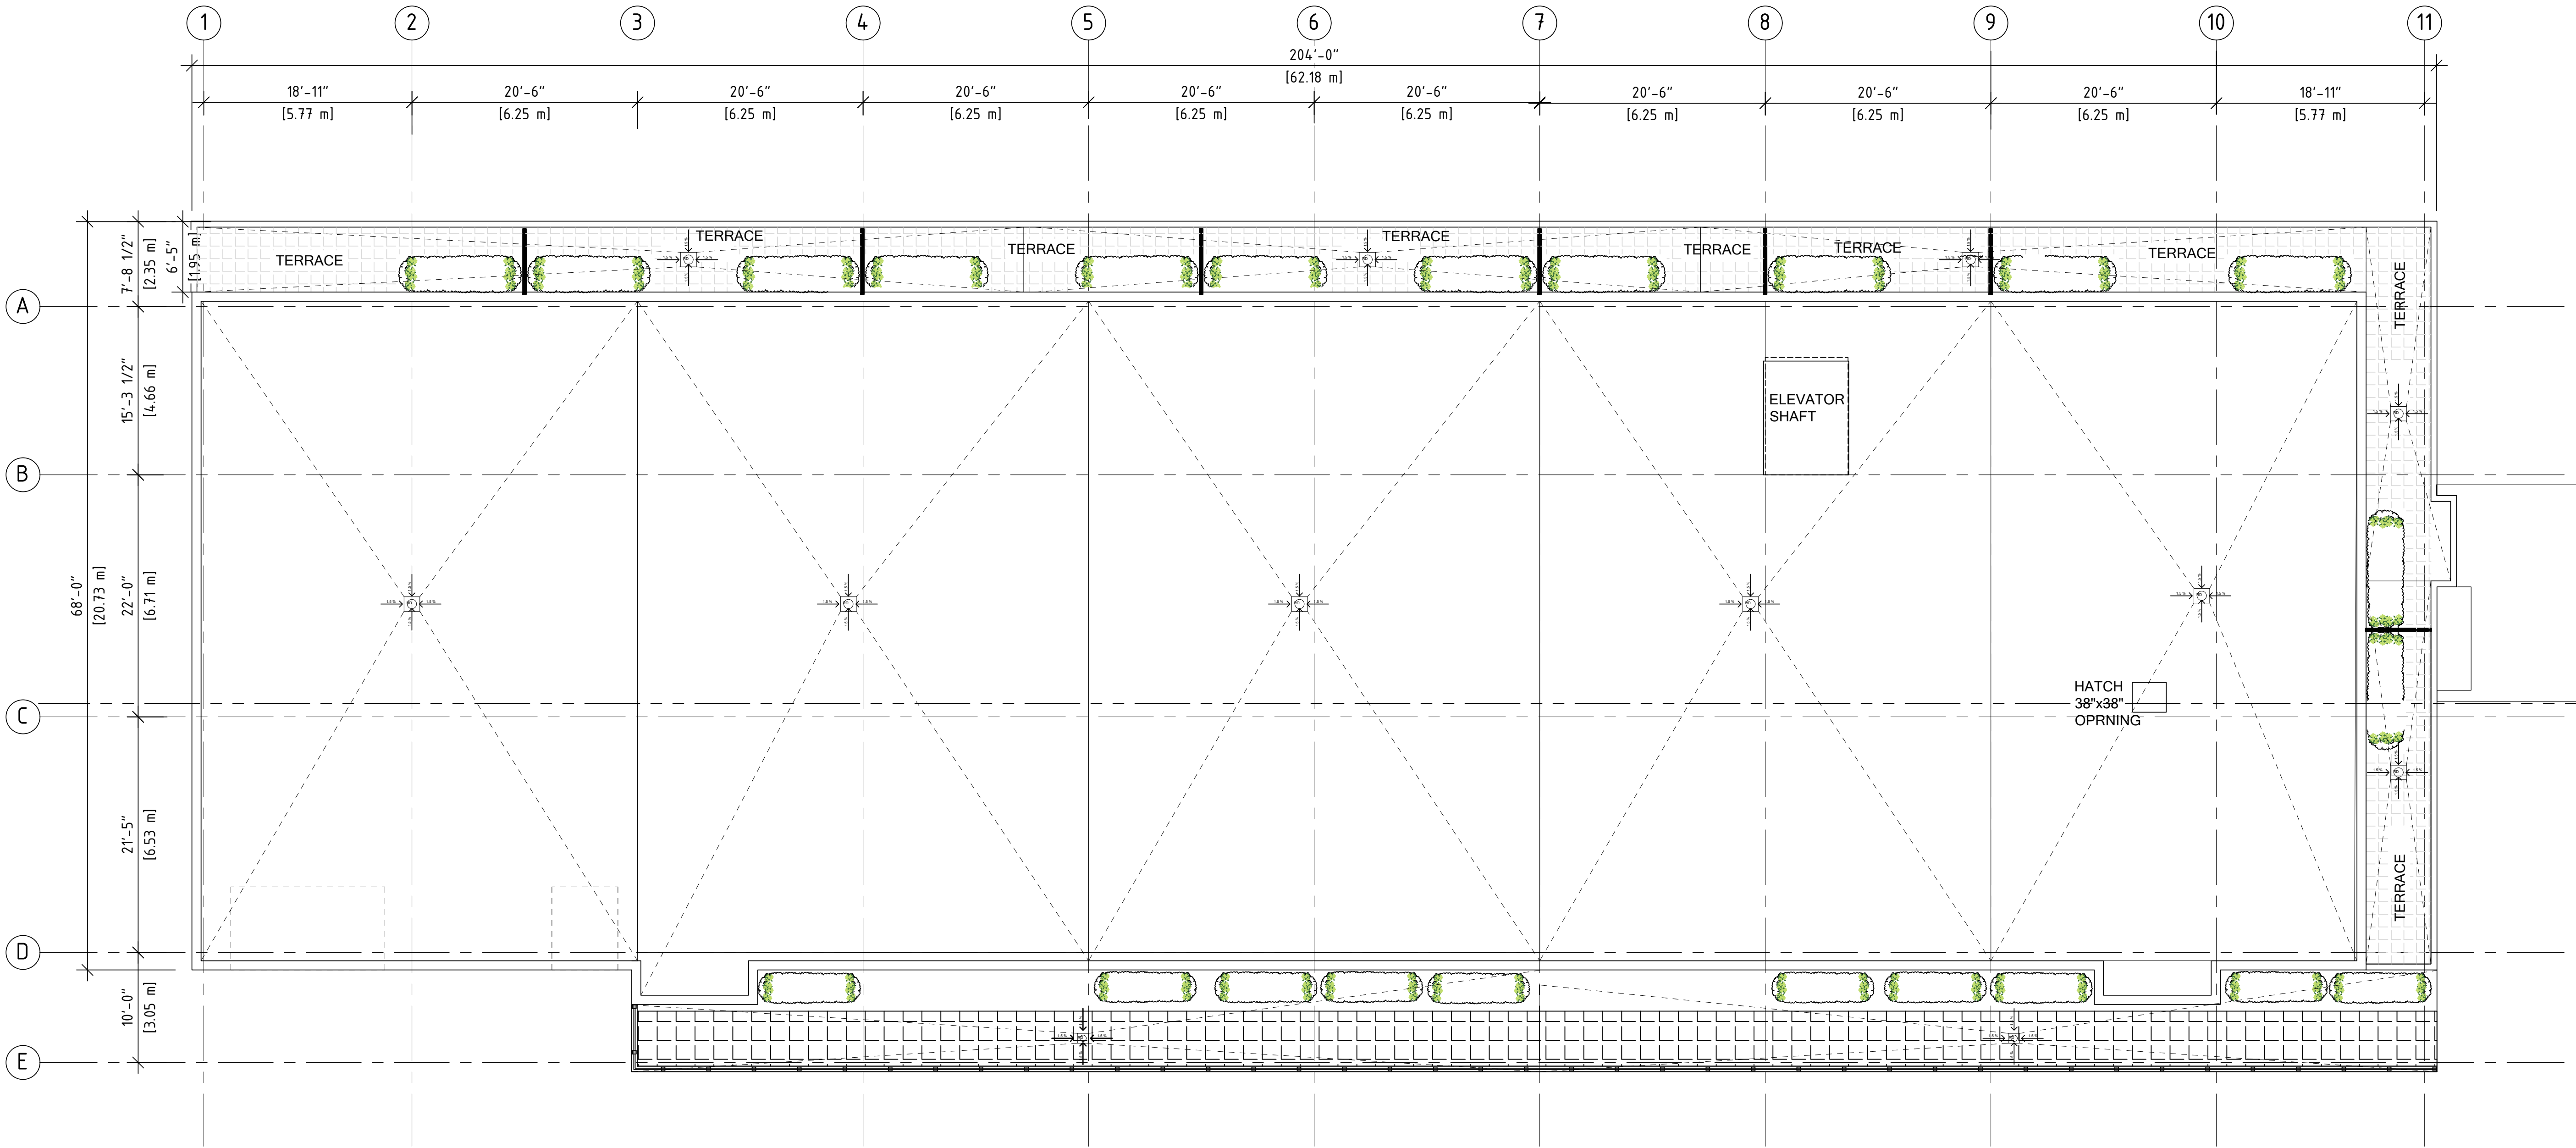 1 2 3 4 5 6 7 8 9 10 11
204'-0"
[62.18 m]
18'-11" 20'-6" 20'-6" 20'-6" 20'-6" 20'-6" 20'-6" 20'-6" 20'-6" 18'-11"
[5.77 m] [6.25 m] [6.25 m] [6.25 m] [6.25 m] [6.25 m] [6.25 m] [6.25 m] [6.25 m] [5.77 m]
7'-8 1/2"
[2.35 m]
6'-5"
[1.95 m]
TERRACE
TERRACE
TERRACE
TERRACE
TERRACE
TERRACE
TERRACE
TERRACE
A
15'-3 1/2"
[4.66 m]
ELEVATOR
SHAFT
B
68'-0"
[20.73 m]
22'-0"
[6.71 m]
HATCH
38"x38"
OPRNING
C
21'-5"
[6.53 m]
TERRACE
D
10'-0"
[3.05 m]
E